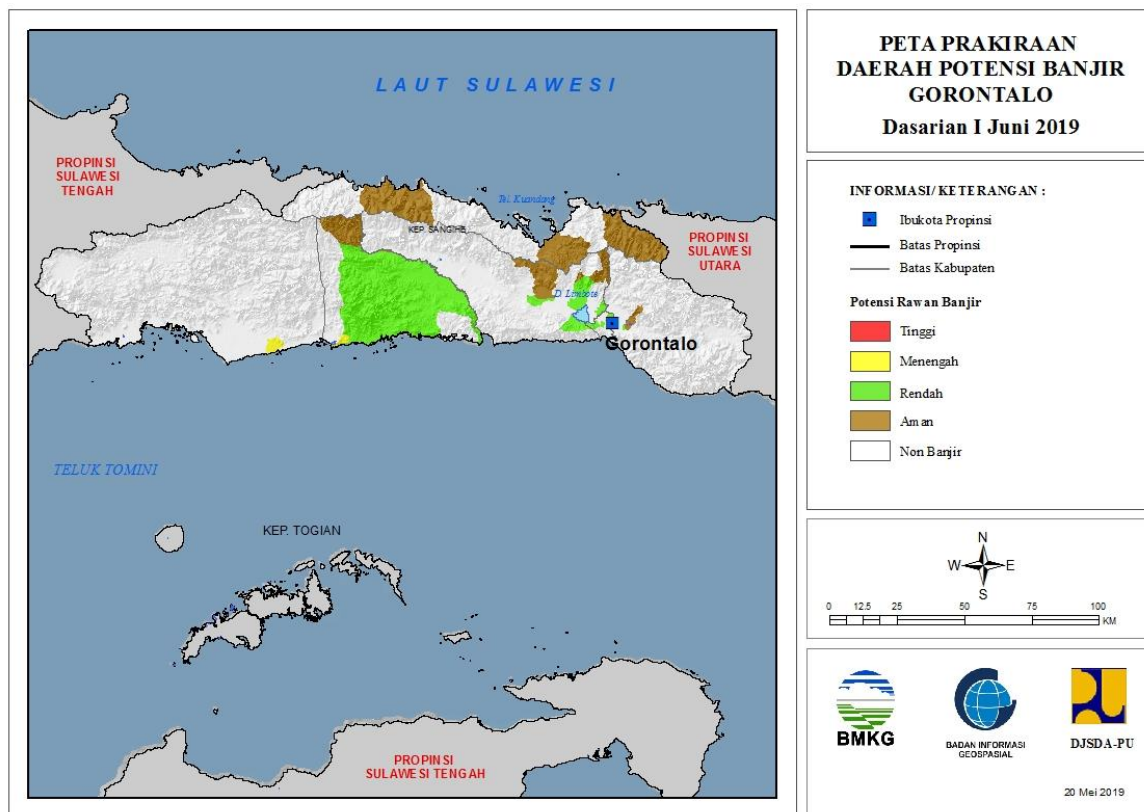 LAUT SULAWESI
PROPINSI
SULAWESI
TENGAH
Tel. Kuandang
KEP. SANGIHE
PROPINSI
SULAWESI
UTARA
D. Limboto
Gorontalo
TELUK TOMINI
KEP. TOGIAN
PROPINSI
SULAWESI TENGAH
PETA PRAKIRAAN
DAERAH POTENSI BANJIR
GORONTALO
Dasarian I Juni 2019
INFORMASI/ KETERANGAN :
Ibukota Propinsi
Batas Propinsi
Batas Kabupaten
Potensi Rawan Banjir
Tinggi
Menengah
Rendah
Aman
Non Banjir
N
W E
S
0 12.5 25 50 75 100
KM
BMKG
BADAN INFORMASI
GEOSPASIAL
DJSDA-PU
20 Mei 2019